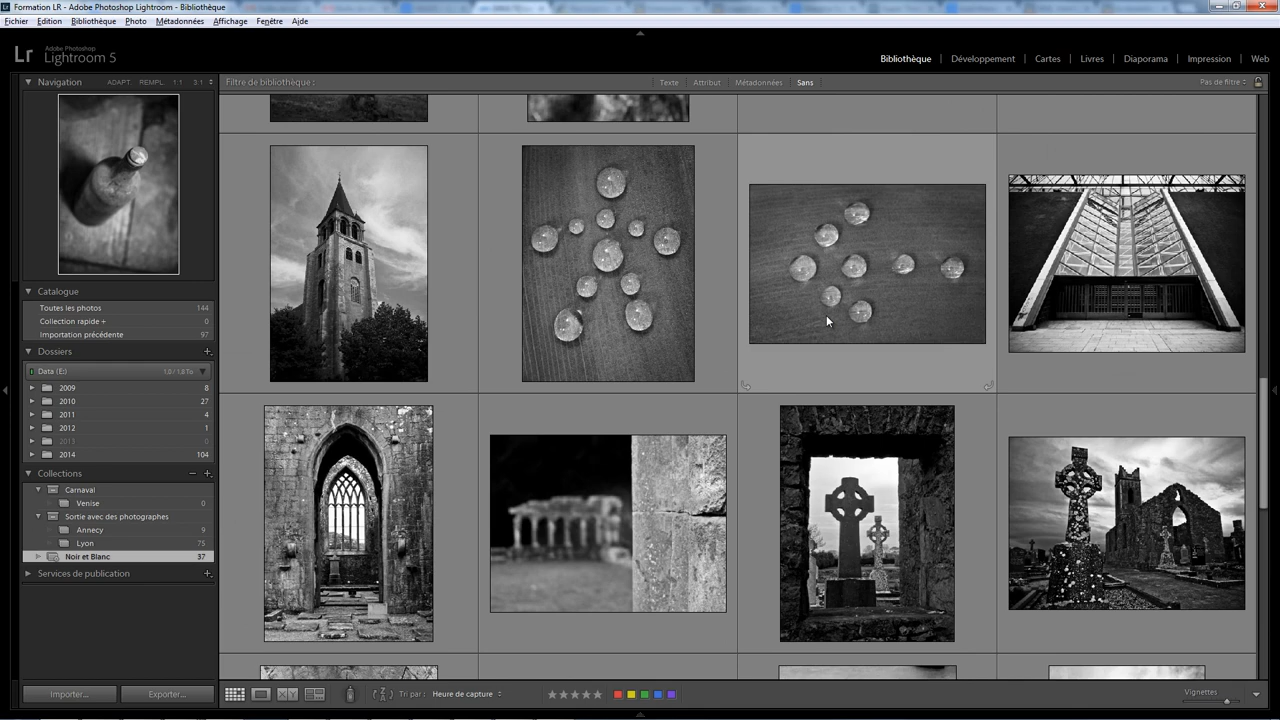 Formation LR - Adobe Photoshop Lightroom - Bibliothèque
Fichier Edition Bibliothèque Photo Métadonnées Affichage Fenêtre Aide
Lr Adobe Photoshop
Lightroom 5
Bibliothèque Développement Cartes Livres Diaporama Impression Web
Navigation ADAPT. REMPL. 1:1 3:1
Filtre de bibliothèque : Texte Attribut Métadonnées Sans Pas de filtre
Catalogue
Toutes les photos 144
Collection rapide + 0
Importation précédente 97
Dossiers
Data (E:) 1,0 / 1,8 To
2009 8
2010 27
2011 4
2012 1
2013 0
2014 104
Collections
Carnaval
Venise 0
Sortie avec des photographes
Annecy 9
Lyon 75
Noir et Blanc 37
Services de publication
Importer... Exporter... Tri par : Heure de capture Vignettes